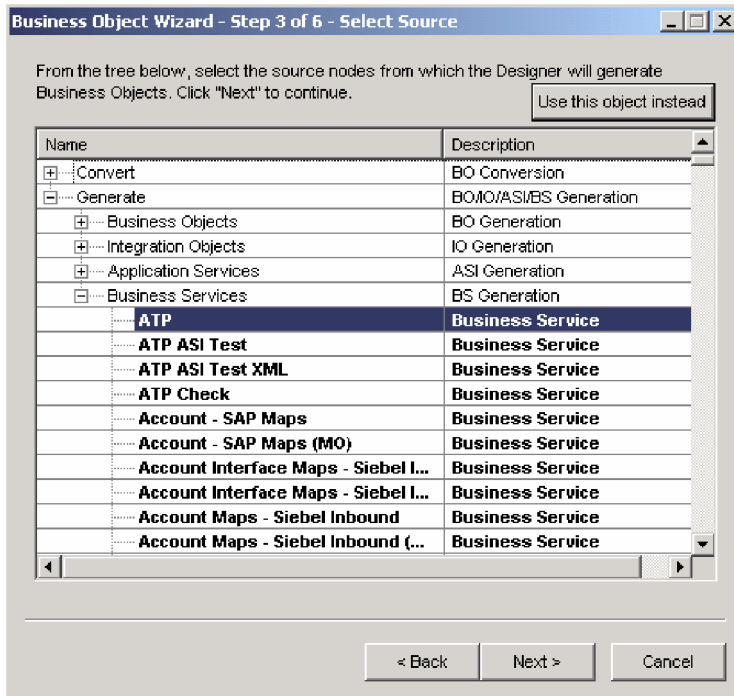 Business Object Wizard - Step 3 of 6 - Select Source
From the tree below, select the source nodes from which the Designer will generate
Business Objects. Click "Next" to continue.
Use this object instead
Name Description
Convert BO Conversion
Generate BO/IO/ASI/BS Generation
Business Objects BO Generation
Integration Objects IO Generation
Application Services ASI Generation
Business Services BS Generation
ATP Business Service
ATP ASI Test Business Service
ATP ASI Test XML Business Service
ATP Check Business Service
Account - SAP Maps Business Service
Account - SAP Maps (MO) Business Service
Account Interface Maps - Siebel I... Business Service
Account Interface Maps - Siebel I... Business Service
Account Maps - Siebel Inbound Business Service
Account Maps - Siebel Inbound (... Business Service
< Back Next > Cancel